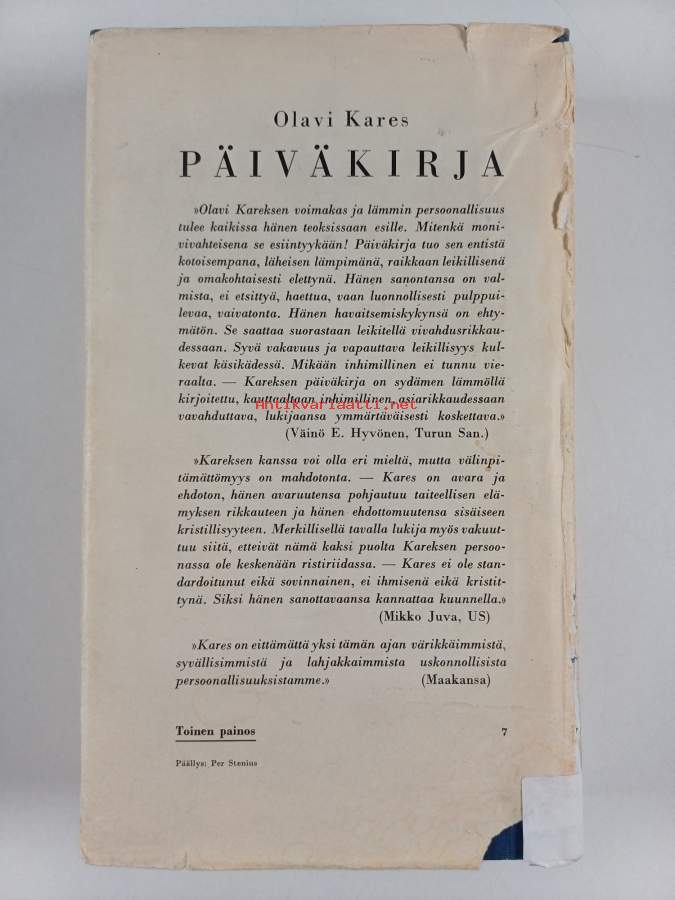 Olavi Kares
PÄIVÄKIRJA
»Olavi Kareksen voimakas ja lämmin persoonallisuus
tulee kaikissa hänen teoksissaan esille. Mitenkä moni-
vivahteisena se esiintyykään! Päiväkirja tuo sen entistä
kotoisempana, läheisen lämpimänä, raikkaan leikillisenä
ja omakohtaisesti elettynä. Hänen sanontansa on val-
mista, ei etsittyä, haettua, vaan luonnollisesti pulppui-
levaa, vaivatonta. Hänen havaitsemiskykynsä on ehty-
mätön. Se saattaa suorastaan leikitellä vivahdusrikkau-
dessaan. Syvä vakavuus ja vapauttava leikillisyys kul-
kevat käsikädessä. Mikään inhimillinen ei tunnu vie-
raalta. — Kareksen päiväkirja on sydämen lämmöllä
kirjoitettu, kauttaaltaan inhimillinen, asiarikkaudessaan
Antikvariaatti.net
vavahduttava, lukijaansa ymmärtäväisesti koskettava.»
(Väinö E. Hyvönen, Turun San.)
»Kareksen kanssa voi olla eri mieltä, mutta välinpi-
tämättömyys on mahdotonta. — Kares on avara ja
ehdoton, hänen avaruutensa pohjautuu taiteellisen elä-
myksen rikkauteen ja hänen ehdottomuutensa sisäiseen
kristillisyyteen. Merkillisellä tavalla lukija myös vakuut-
tuu siitä, etteivät nämä kaksi puolta Kareksen persoo-
nassa ole keskenään ristiriidassa. — Kares ei ole stan-
dardoitunut eikä sovinnainen, ei ihmisenä eikä kristit-
tynä. Siksi hänen sanottavaansa kannattaa kuunnella.»
(Mikko Juva, US)
»Kares on eittämättä yksi tämän ajan värikkäimmistä,
syvällisimmistä ja lahjakkaimmista uskonnollisista
persoonallisuuksistamme.» (Maakansa)
Toinen painos 7
Päällys: Per Stenius